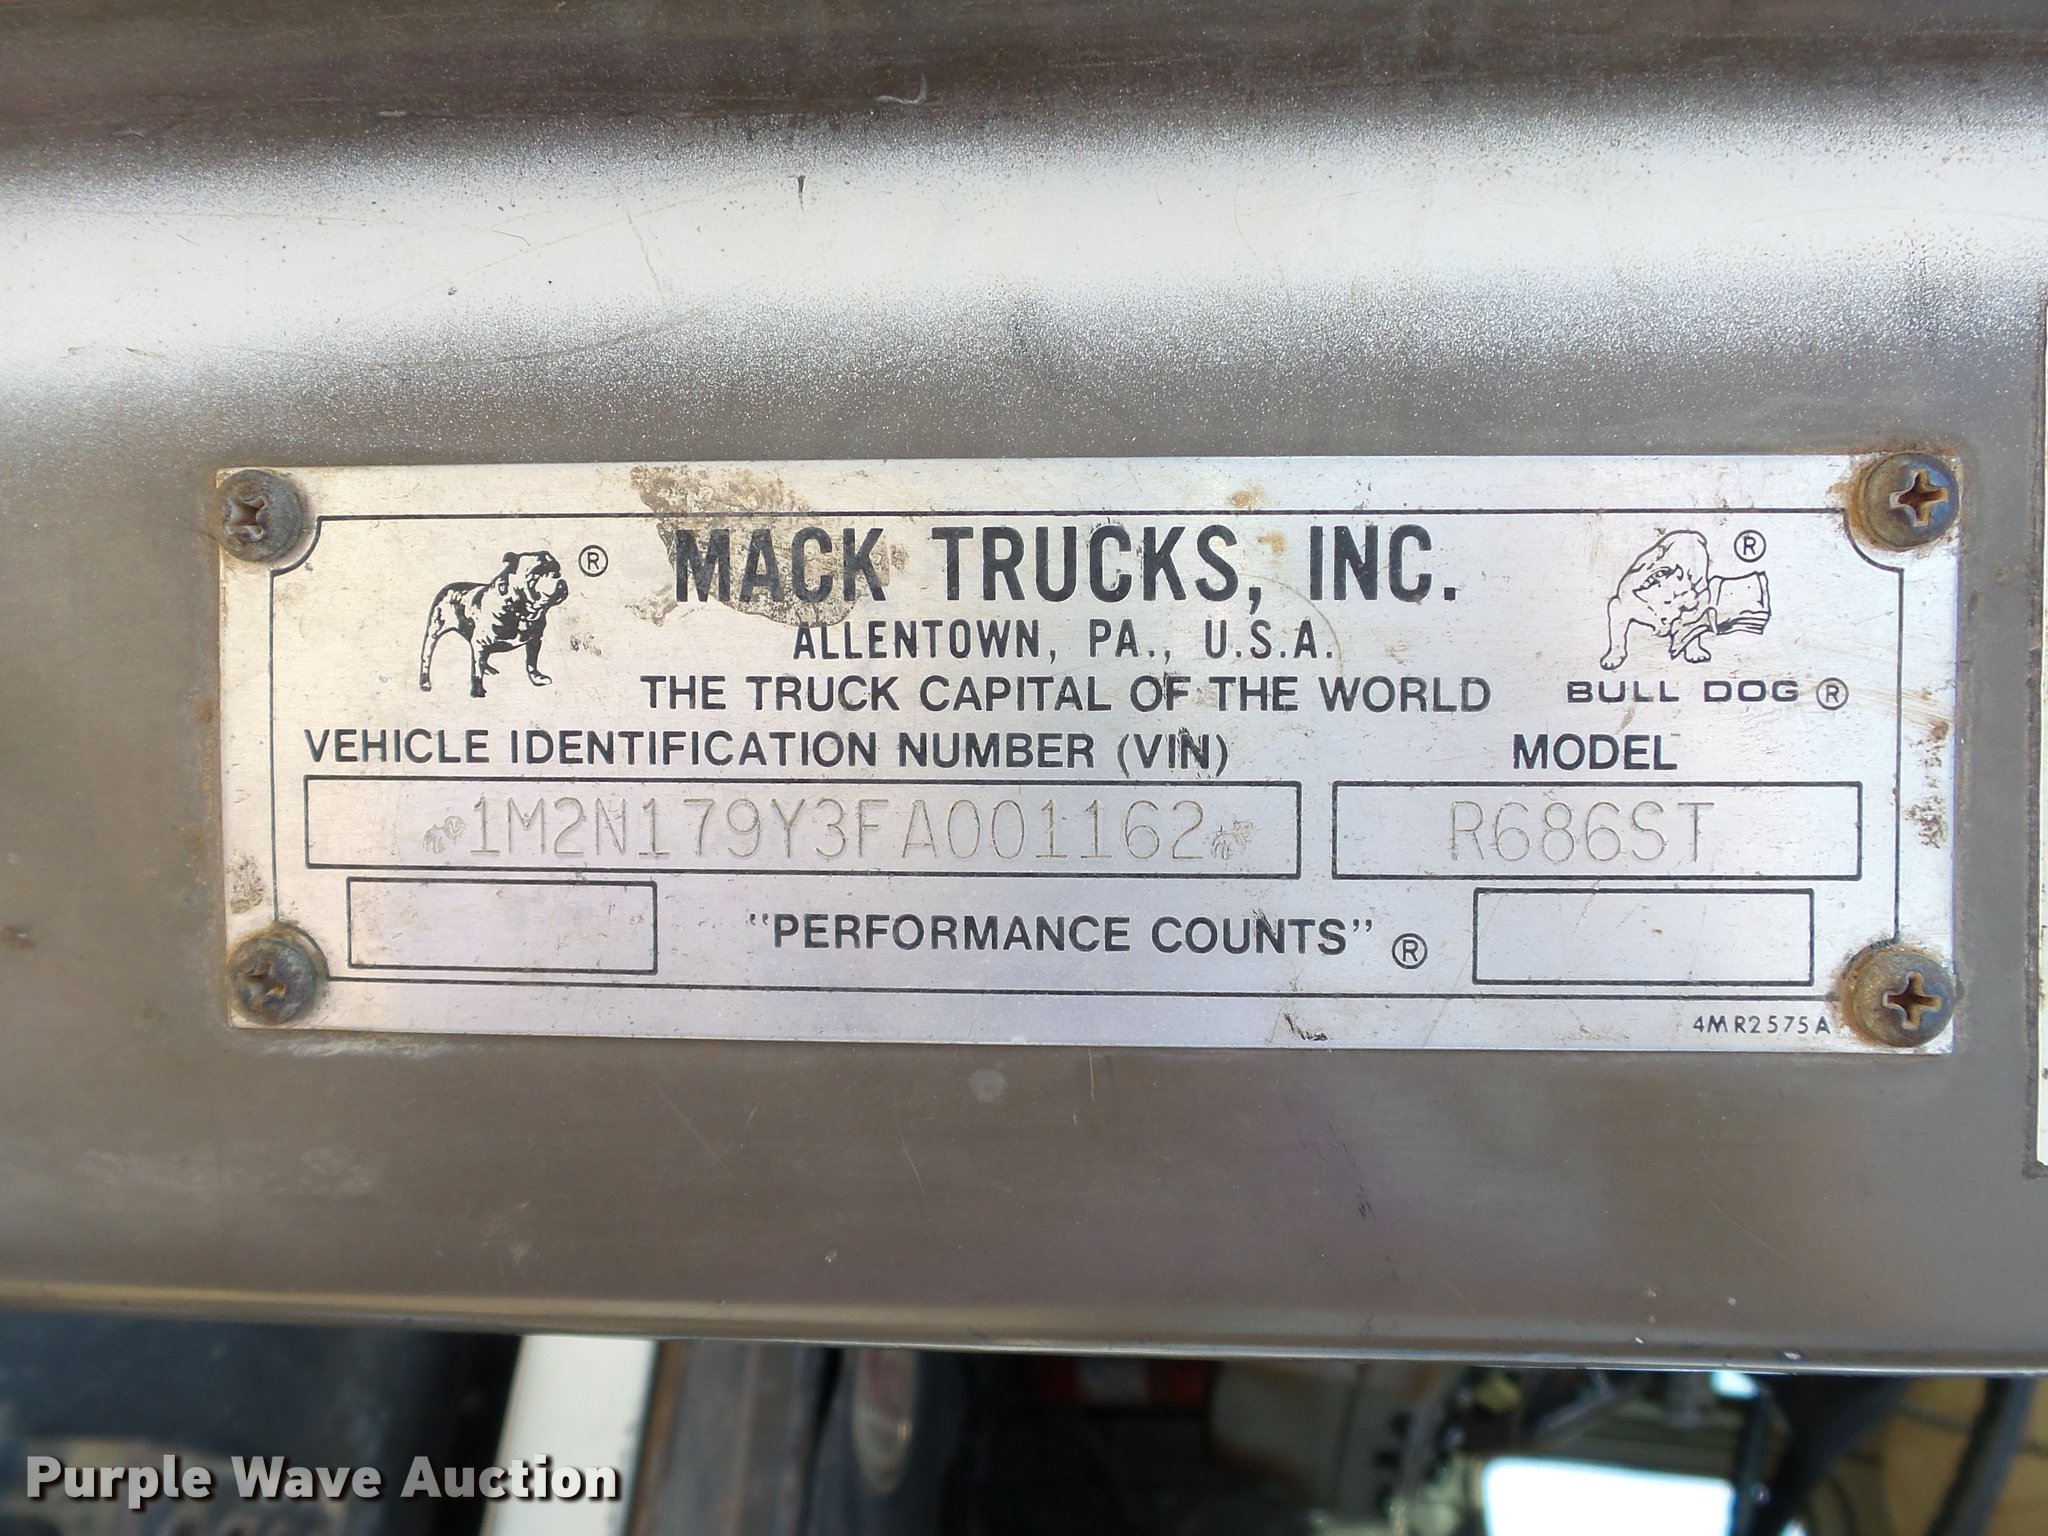 ®
MACK TRUCKS, INC.
®
ALLENTOWN, PA., U.S.A.
THE TRUCK CAPITAL OF THE WORLD
BULL DOG ®
VEHICLE IDENTIFICATION NUMBER (VIN)
MODEL
1M2N179Y3FA001162
R686ST
"PERFORMANCE COUNTS" ®
4MR2575A
Purple Wave Auction